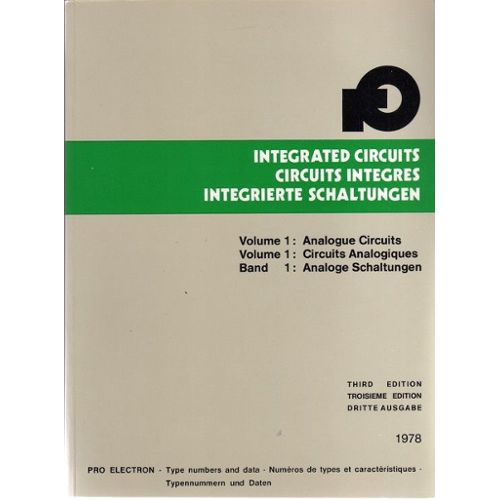 INTEGRATED CIRCUITS
CIRCUITS INTEGRES
INTEGRIERTE SCHALTUNGEN
Volume 1: Analogue Circuits
Volume 1: Circuits Analogiques
Band 1: Analoge Schaltungen
THIRD EDITION
TROISIEME EDITION
DRITTE AUSGABE
1978
PRO ELECTRON - Type numbers and data - Numéros de types et caractéristiques -
Typennummern und Daten